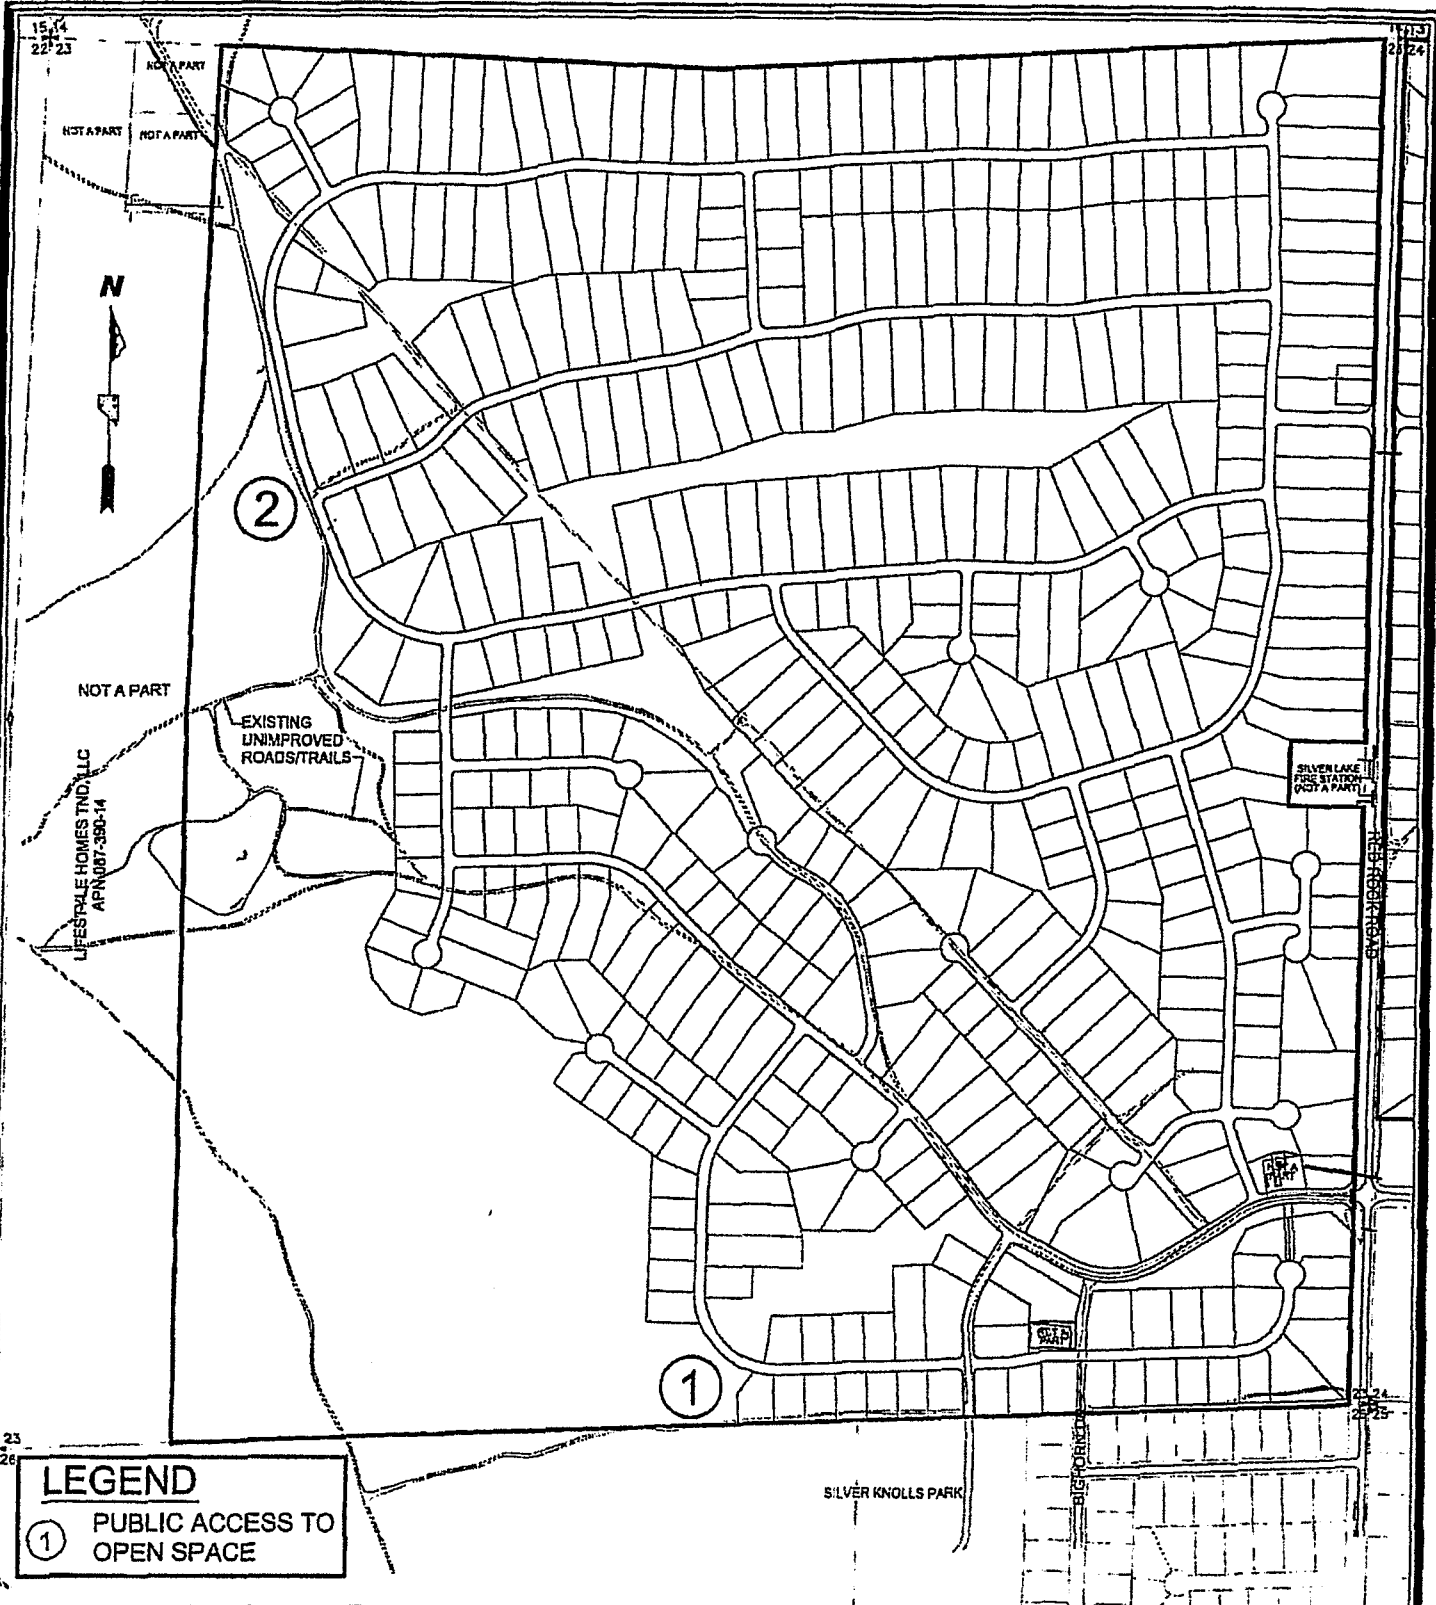 15 14
22 23
24
NOT A PART
NOT A PART
NOT A PART
N
2
NOT A PART
EXISTING
UNIMPROVED
ROADS/TRAILS
LIFESTYLE HOMES TND, LLC
APN 087-390-14
SILVER LAKE
FIRE STATION
(NOT A PART)
RED ROCK ROAD
NOT A
PART
NOT A
PART
1
23 24
26 25
23
26
BIGHORN DR
SILVER KNOLLS PARK
LEGEND
1
PUBLIC ACCESS TO
OPEN SPACE